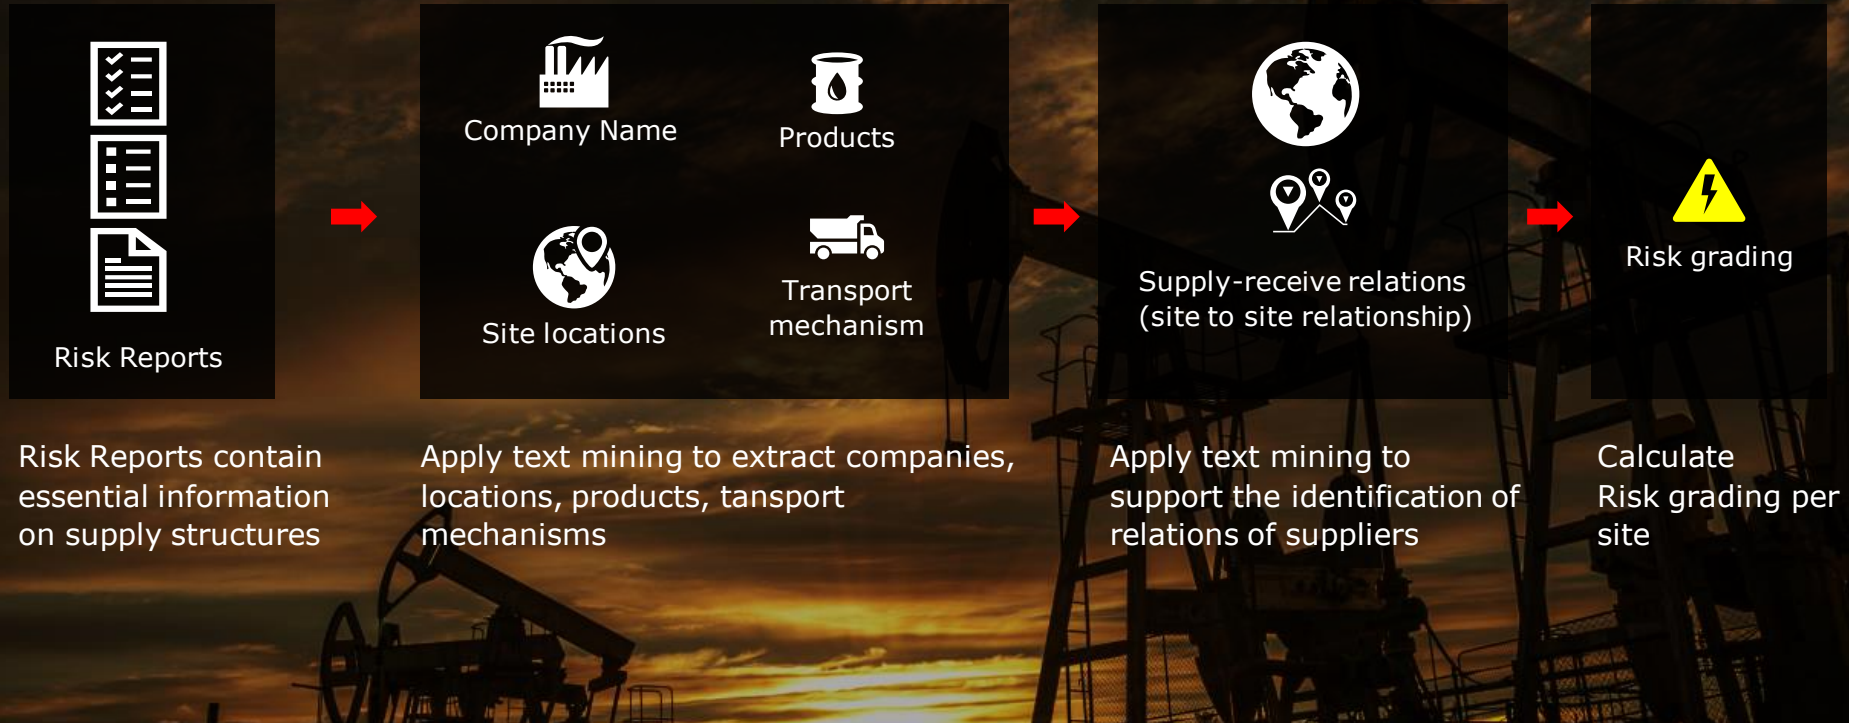 Risk Reports
Company Name
Products
Site locations
Transport
mechanism
Supply-receive relations
(site to site relationship)
Risk grading
Risk Reports contain
essential information
on supply structures
Apply text mining to extract companies,
locations, products, tansport
mechanisms
Apply text mining to
support the identification of
relations of suppliers
Calculate
Risk grading per
site